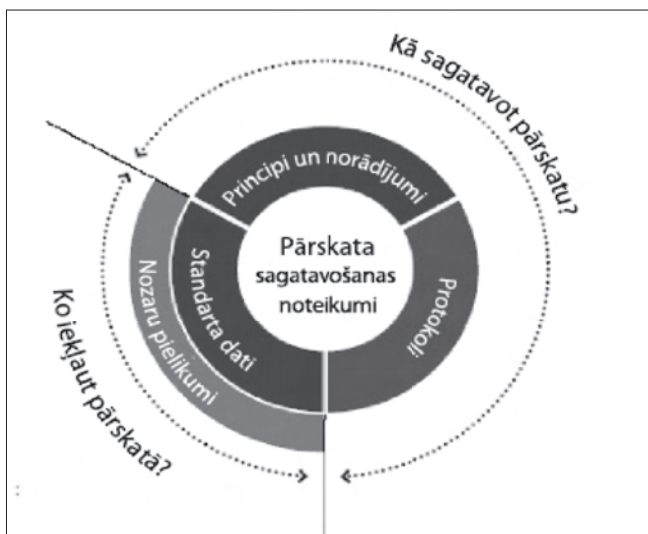 Kā sagatavot pārskatu?
Principi un norādījumi
Pārskata
sagatavošanas
noteikumi
Protokoli
Standarta dati
Nozaru pielikumi
Ko iekļaut pārskatā?